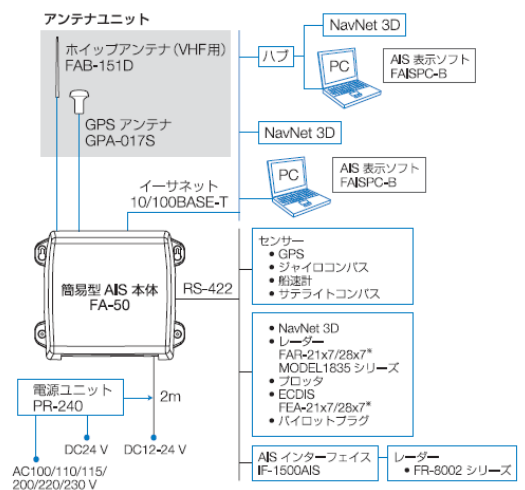 アンテナユニット
ホイップアンテナ(VHF用)
FAB-151D
GPS アンテナ
GPA-017S
ハブ
NavNet 3D
PC
AIS 表示ソフト
FAISPC-B
NavNet 3D
PC
AIS 表示ソフト
FAISPC-B
イーサネット
10/100BASE-T
簡易型 AIS 本体
FA-50
RS-422
センサー
• GPS
• ジャイロコンパス
• 船速計
• サテライトコンパス
• NavNet 3D
• レーダー
FAR-21x7/28x7*
MODEL1835 シリーズ
• プロッタ
• ECDIS
FEA-21x7/28x7*
• パイロットプラグ
電源ユニット
PR-240
2m
DC24 V
DC12-24 V
AC100/110/115/
200/220/230 V
AIS インターフェイス
IF-1500AIS
レーダー
• FR-8002 シリーズ